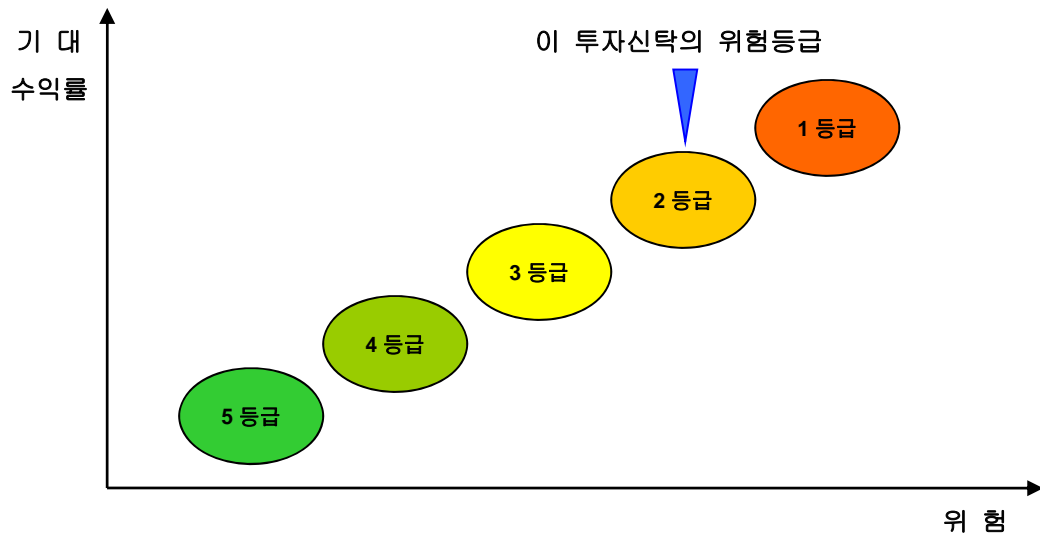 기 대
수익률
이 투자신탁의 위험등급
1 등급
2 등급
3 등급
4 등급
5 등급
위 험